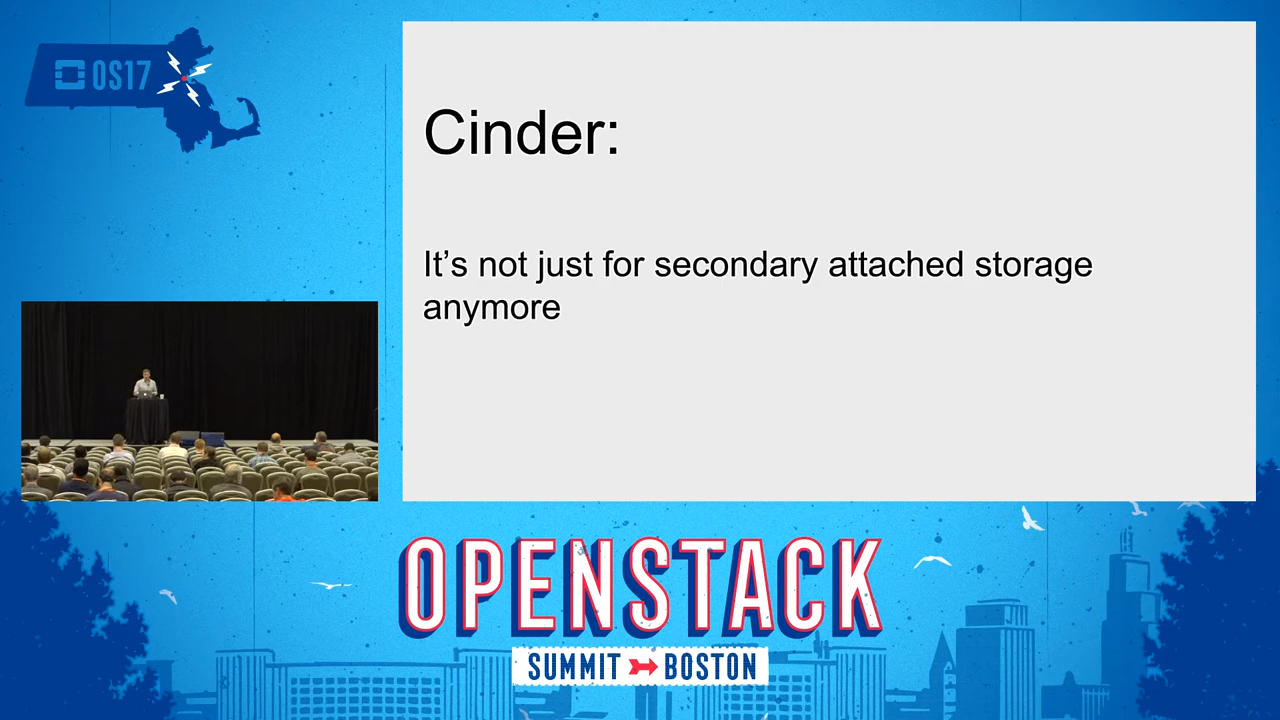 OS17
Cinder:
It's not just for secondary attached storage
anymore
OPENSTACK
SUMMIT BOSTON